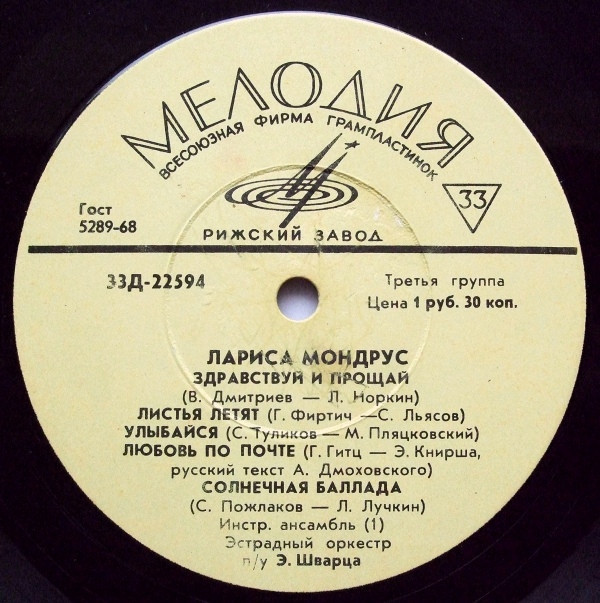 МЕЛОДИЯ
ВСЕСОЮЗНАЯ ФИРМА ГРАМПЛАСТИНОК
33
Гост
5289-68
РИЖСКИЙ ЗАВОД
33Д-22594
Третья группа
Цена 1 руб. 30 коп.
ЛАРИСА МОНДРУС
ЗДРАВСТВУЙ И ПРОЩАЙ
(В. Дмитриев — Л. Норкин)
ЛИСТЬЯ ЛЕТЯТ (Г. Фиртич — С. Льясов)
УЛЫБАЙСЯ (С. Туликов — М. Пляцковский)
ЛЮБОВЬ ПО ПОЧТЕ (Г. Гитц — Э. Книрша,
русский текст А. Дмоховского)
СОЛНЕЧНАЯ БАЛЛАДА
(С. Пожлаков — Л. Лучкин)
Инстр. ансамбль (1)
Эстрадный оркестр
п/у Э. Шварца